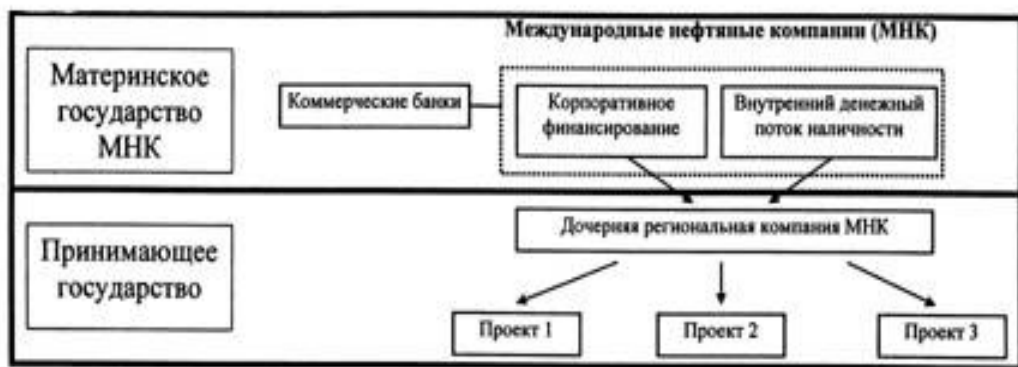 Международные нефтяные компании (МНК)
Материнское
государство
МНК
Коммерческие банки
Корпоративное
финансирование
Внутренний денежный
поток наличности
Принимающее
государство
Дочерняя региональная компания МНК
Проект 1
Проект 2
Проект 3